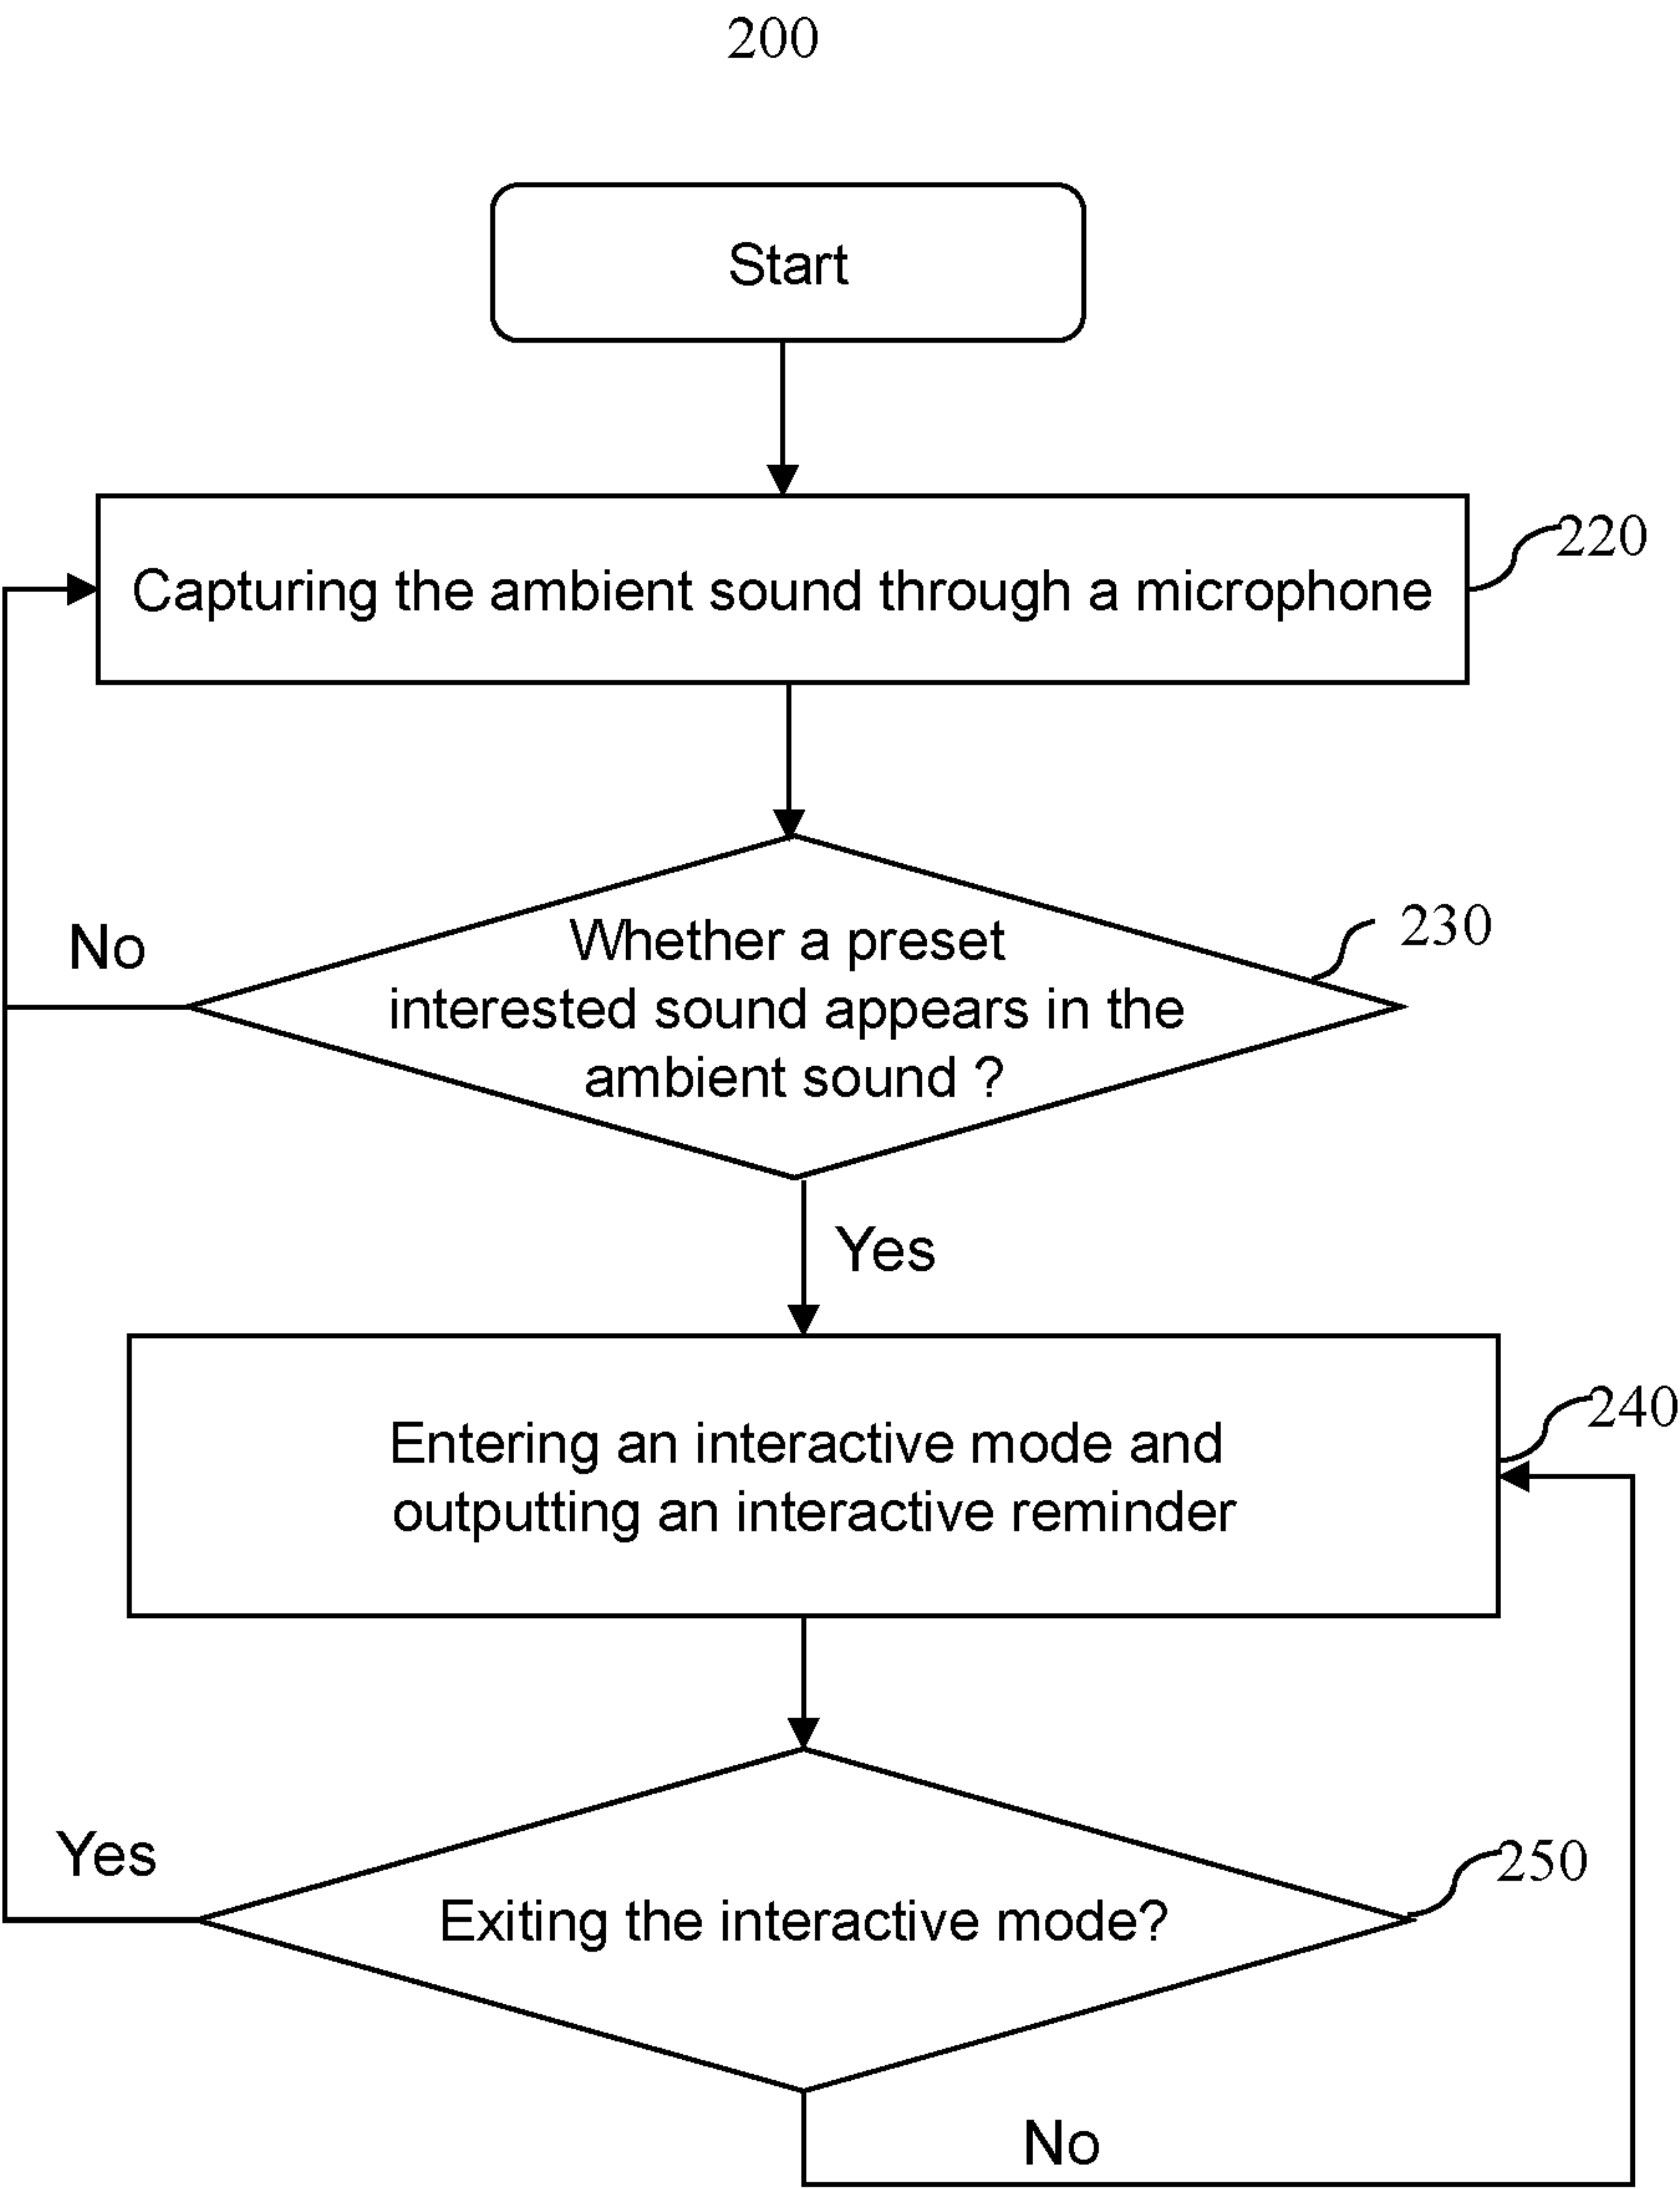 200
Start
220
Capturing the ambient sound through a microphone
230
No
Whether a preset
interested sound appears in the
ambient sound ?
Yes
240
Entering an interactive mode and
outputting an interactive reminder
Yes
250
Exiting the interactive mode?
No